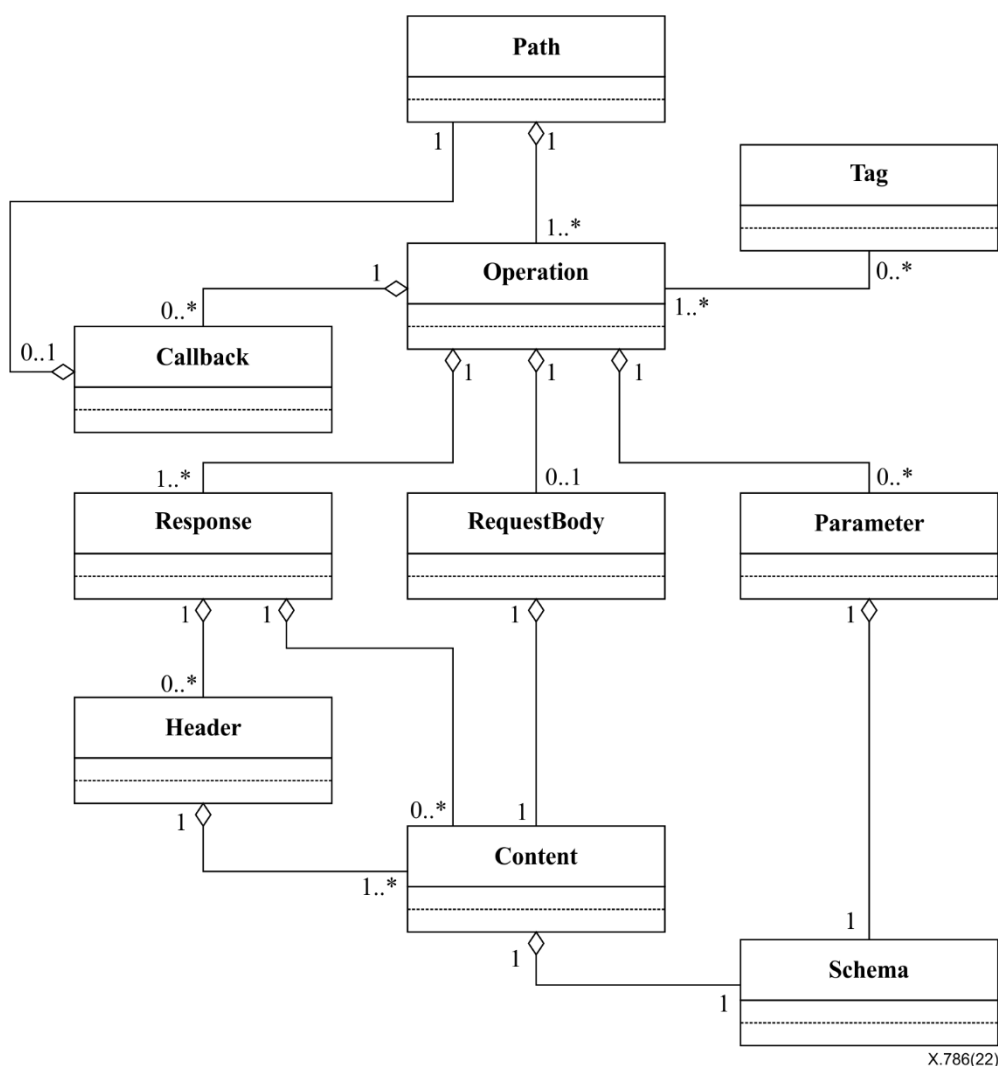 Path
1
1
Tag
1..*
Operation
1
0..*
1..*
0..*
0..1
Callback
1
1
1
1..*
0..1
0..*
Response
RequestBody
Parameter
1
1
1
1
0..*
Header
0..*
1
1
1..*
Content
1
1
Schema
1
X.786(22)